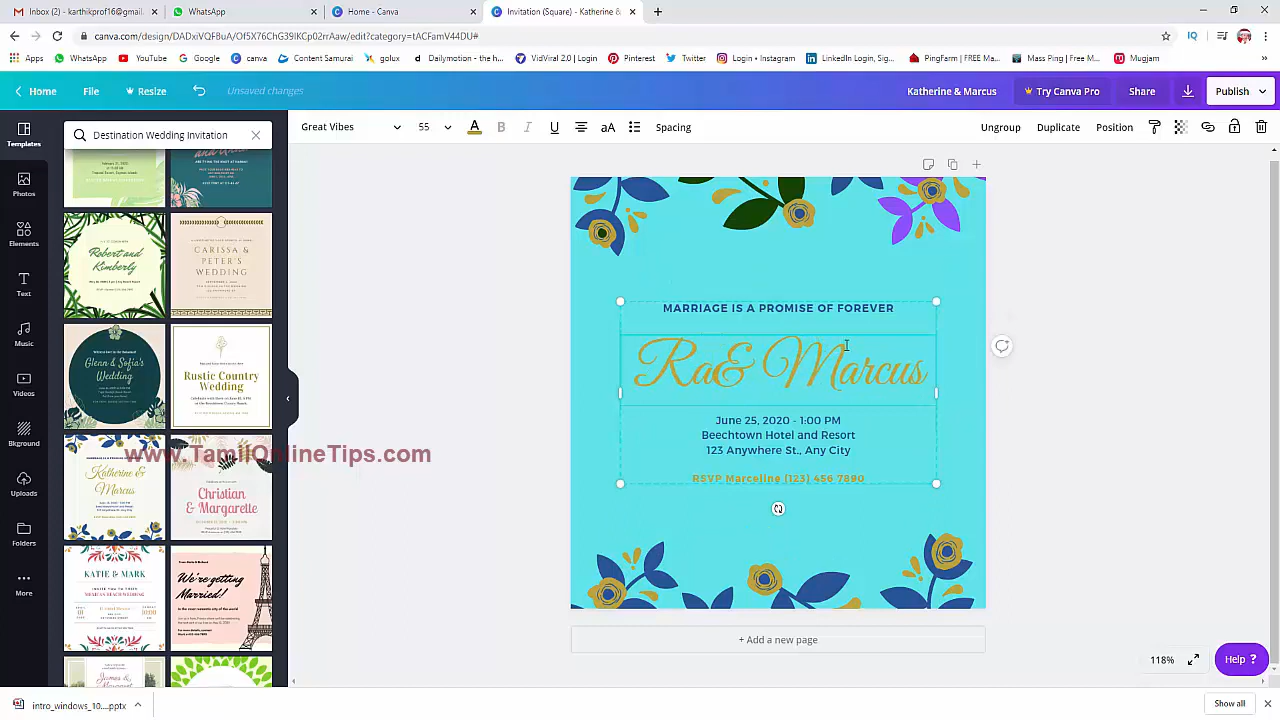 Inbox (2) - karthikprof16@gmail.
WhatsApp
Home - Canva
Invitation (Square) - Katherine &
canva.com/design/DADxiVQFBuA/Of5X76ChG39IKCp02rrAaw/edit?category=tACFamV44DU#
Apps WhatsApp YouTube Google canva Content Samurai golux Dailymotion - the h... VidViral 2.0 | Login Pinterest Twitter Login • Instagram LinkedIn Login, Sig... PingFarm | FREE Ma... Mass Ping | Free M... Mugjam
Home File Resize Unsaved changes Katherine & Marcus Try Canva Pro Share Publish
Destination Wedding Invitation
Great Vibes 55 B I U aA Spacing Ungroup Duplicate Position
Templates
Photos
Elements
Text
Music
Videos
Bkground
Uploads
Folders
More
Robert and
Kimberly
CARISSA &
PETER'S
WEDDING
Glenn & Sofia's
Wedding
Rustic Country
Wedding
Katherine &
Marcus
Christian
& Margarette
KATIE & MARK
We're getting
Married!
James &
www.TamilOnlineTips.com
MARRIAGE IS A PROMISE OF FOREVER
Ra& Marcus
June 25, 2020 - 1:00 PM
Beechtown Hotel and Resort
123 Anywhere St., Any City
RSVP Marceline (123) 456 7890
+ Add a new page
118%
Help ?
intro_windows_10....pptx
Show all